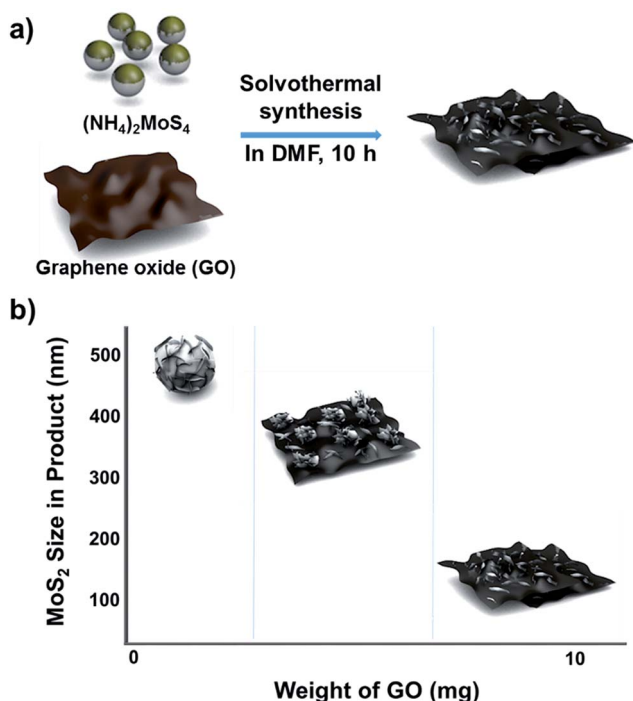 a)
(NH₄)₂MoS₄
Solvothermal
synthesis
In DMF, 10 h
Graphene oxide (GO)
b)
MoS₂ Size in Product (nm)
500
400
300
200
100
0
10
Weight of GO (mg)